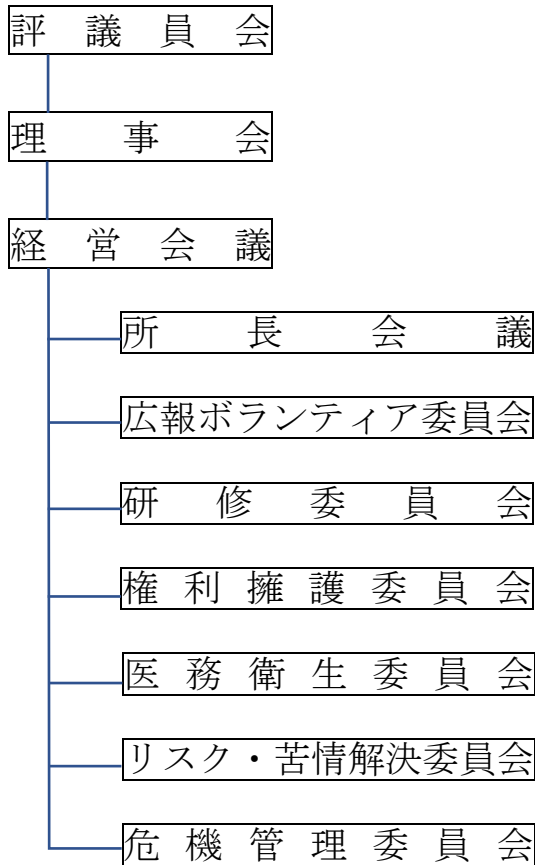 評議員会
理事会
経営会議
所長会議
広報ボランティア委員会
研修委員会
権利擁護委員会
医務衛生委員会
リスク・苦情解決委員会
危機管理委員会